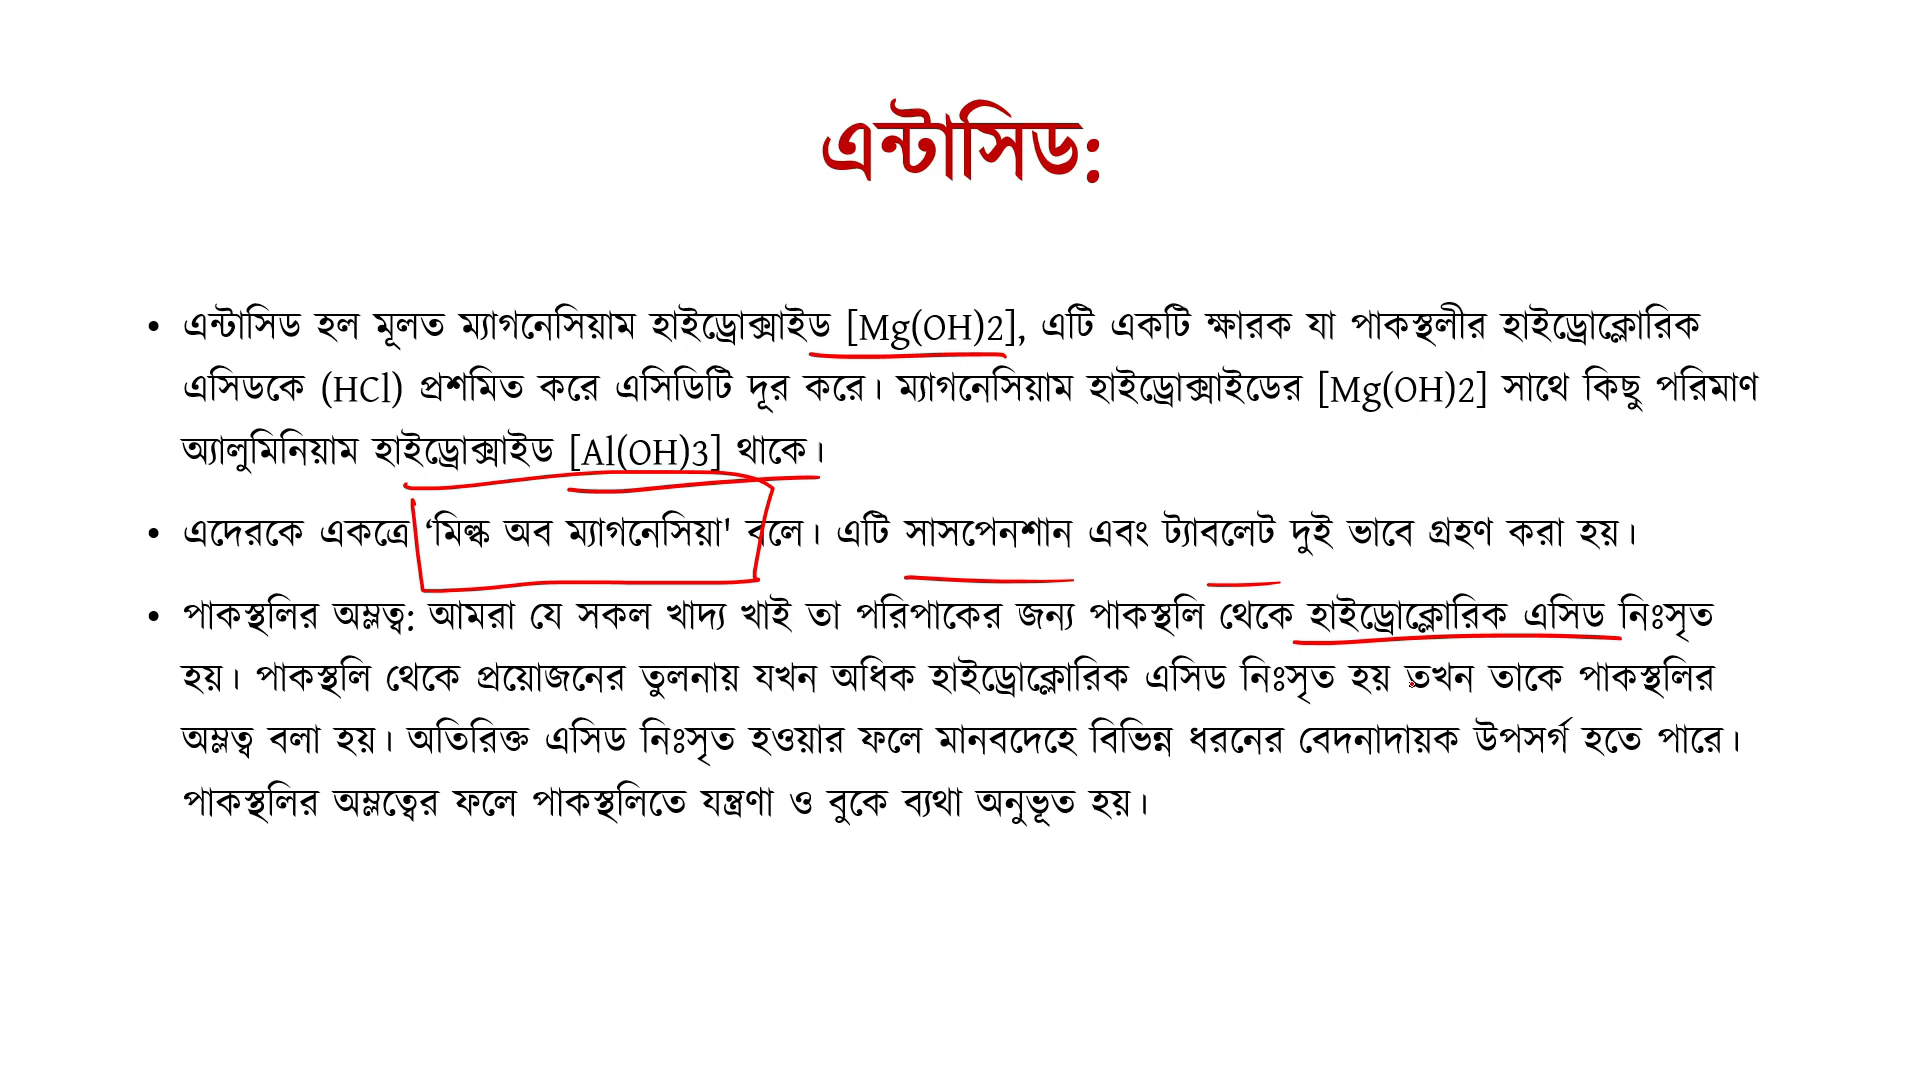 এন্টাসিড:
• এন্টাসিড হল মূলত ম্যাগনেসিয়াম হাইড্রোক্সাইড [Mg(OH)2], এটি একটি ক্ষারক যা পাকস্থলীর হাইড্রোক্লোরিক
এসিডকে (HCl) প্রশমিত করে এসিডিটি দূর করে। ম্যাগনেসিয়াম হাইড্রোক্সাইডের [Mg(OH)2] সাথে কিছু পরিমাণ
অ্যালুমিনিয়াম হাইড্রোক্সাইড [Al(OH)3] থাকে।
• এদেরকে একত্রে ‘মিল্ক অব ম্যাগনেসিয়া' বলে। এটি সাসপেনশান এবং ট্যাবলেট দুই ভাবে গ্রহণ করা হয়।
• পাকস্থলির অম্লত্ব: আমরা যে সকল খাদ্য খাই তা পরিপাকের জন্য পাকস্থলি থেকে হাইড্রোক্লোরিক এসিড নিঃসৃত
হয়। পাকস্থলি থেকে প্রয়োজনের তুলনায় যখন অধিক হাইড্রোক্লোরিক এসিড নিঃসৃত হয় তখন তাকে পাকস্থলির
অম্লত্ব বলা হয়। অতিরিক্ত এসিড নিঃসৃত হওয়ার ফলে মানবদেহে বিভিন্ন ধরনের বেদনাদায়ক উপসর্গ হতে পারে।
পাকস্থলির অম্লত্বের ফলে পাকস্থলিতে যন্ত্রণা ও বুকে ব্যথা অনুভূত হয়।